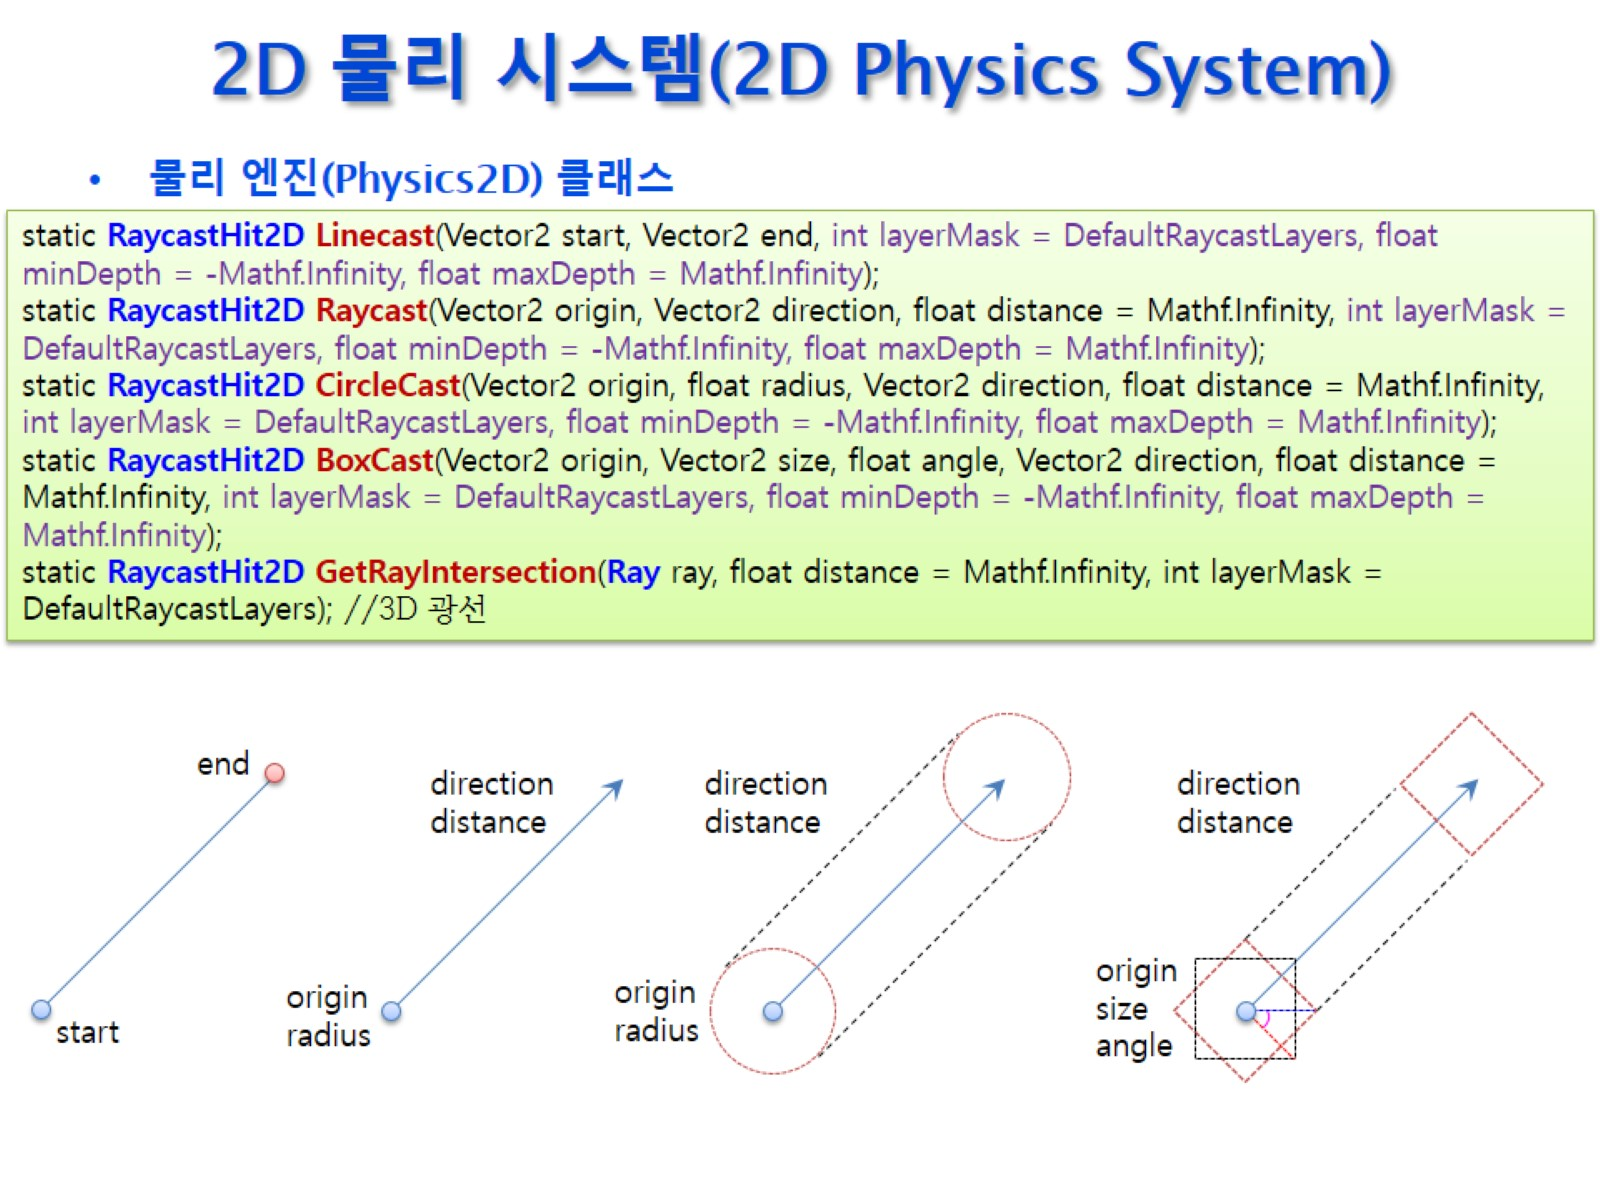 2D 물리 시스템(2D Physics System)
• 물리 엔진(Physics2D) 클래스
static RaycastHit2D Linecast(Vector2 start, Vector2 end, int layerMask = DefaultRaycastLayers, float
minDepth = -Mathf.Infinity, float maxDepth = Mathf.Infinity);
static RaycastHit2D Raycast(Vector2 origin, Vector2 direction, float distance = Mathf.Infinity, int layerMask =
DefaultRaycastLayers, float minDepth = -Mathf.Infinity, float maxDepth = Mathf.Infinity);
static RaycastHit2D CircleCast(Vector2 origin, float radius, Vector2 direction, float distance = Mathf.Infinity,
int layerMask = DefaultRaycastLayers, float minDepth = -Mathf.Infinity, float maxDepth = Mathf.Infinity);
static RaycastHit2D BoxCast(Vector2 origin, Vector2 size, float angle, Vector2 direction, float distance =
Mathf.Infinity, int layerMask = DefaultRaycastLayers, float minDepth = -Mathf.Infinity, float maxDepth =
Mathf.Infinity);
static RaycastHit2D GetRayIntersection(Ray ray, float distance = Mathf.Infinity, int layerMask =
DefaultRaycastLayers); //3D 광선
end
start
direction
distance
origin
radius
direction
distance
origin
radius
direction
distance
origin
size
angle